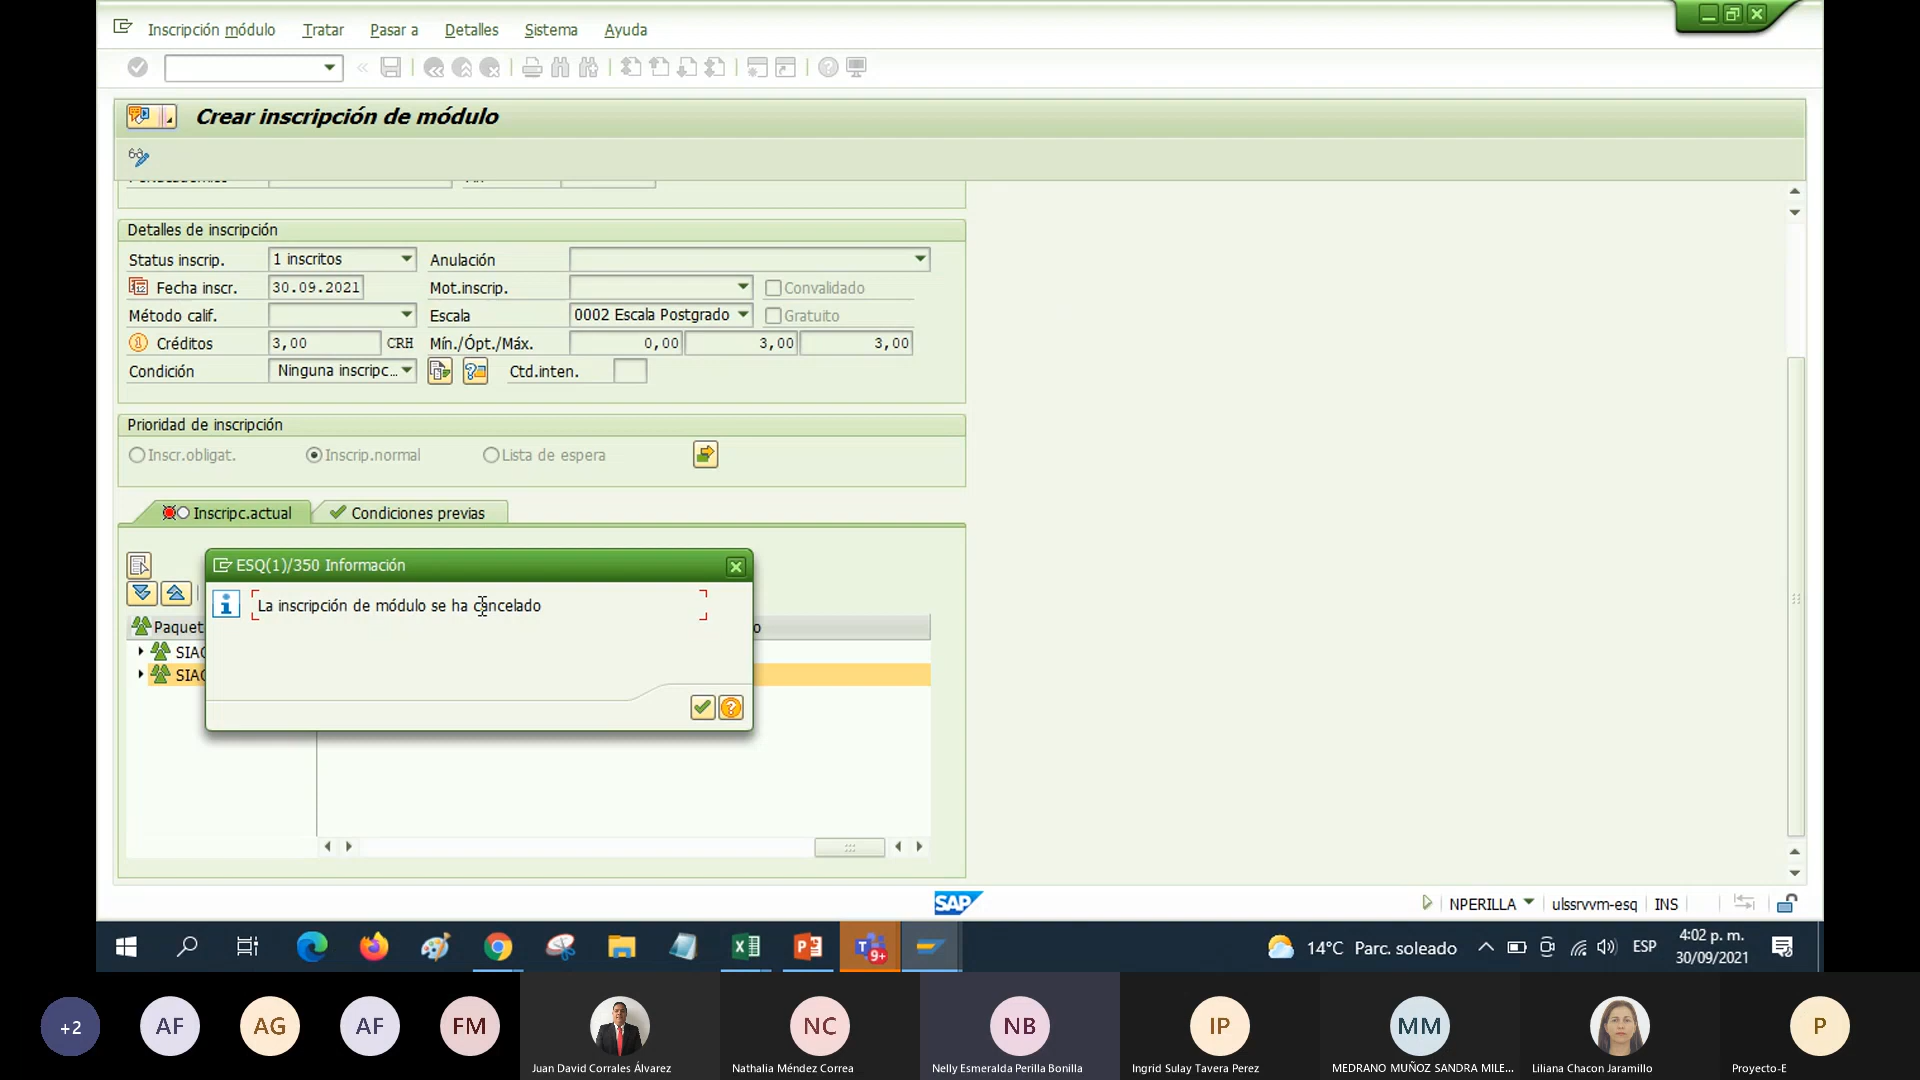 Inscripción módulo Tratar Pasar a Detalles Sistema Ayuda
Crear inscripción de módulo
Detalles de inscripción
Status inscrip. 1 inscritos Anulación
Fecha inscr. 30.09.2021 Mot.inscrip. Convalidado
Método calif. Escala 0002 Escala Postgrado Gratuito
Créditos 3,00 CRH Mín./Ópt./Máx. 0,00 3,00 3,00
Condición Ninguna inscripc... Ctd.inten.
Prioridad de inscripción
Inscr.obligat. Inscrip.normal Lista de espera
Inscripc.actual Condiciones previas
ESQ(1)/350 Información
La inscripción de módulo se ha cancelado
Paquet o
SIAC
SIAC
SAP NPERILLA ulssrvvm-esq INS
9+ 14°C Parc. soleado ESP 4:02 p. m.
30/09/2021
+2 AF AG AF FM NC NB IP MM P
Juan David Corrales Álvarez Nathalia Méndez Correa Nelly Esmeralda Perilla Bonilla Ingrid Sulay Tavera Perez MEDRANO MUÑOZ SANDRA MILE... Liliana Chacon Jaramillo Proyecto-E